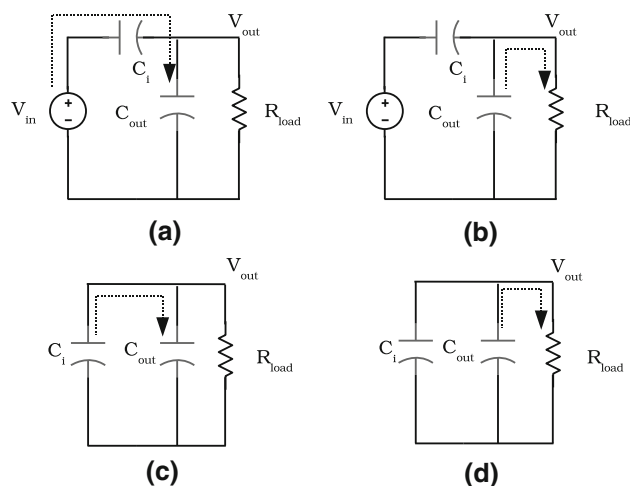 V_out
C_i
V_in
+
-
C_out
R_load
(a)
V_out
C_i
V_in
+
-
C_out
R_load
(b)
V_out
C_i
C_out
R_load
(c)
V_out
C_i
C_out
R_load
(d)